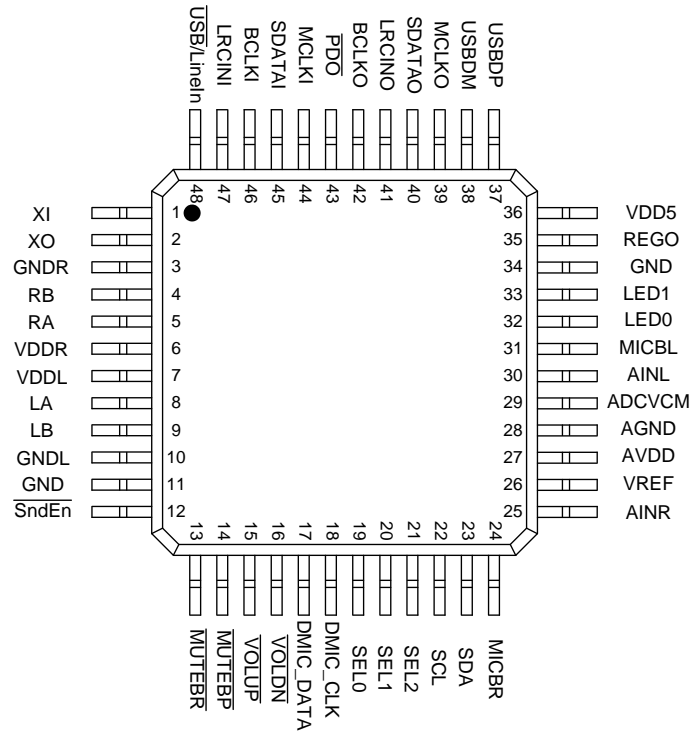 USB/LineIn
LRCINI
BCLKI
SDATAI
MCLKI
PDO
BCLKO
LRCINO
SDATAO
MCLKO
USBDM
USBDP
48 47 46 45 44 43 42 41 40 39 38 37
XI 1 36 VDD5
XO 2 35 REGO
GNDR 3 34 GND
RB 4 33 LED1
RA 5 32 LED0
VDDR 6 31 MICBL
VDDL 7 30 AINL
LA 8 29 ADCVCM
LB 9 28 AGND
GNDL 10 27 AVDD
GND 11 26 VREF
SndEn 12 25 AINR
13 14 15 16 17 18 19 20 21 22 23 24
MUTEBR
MUTEBP
VOLUP
VOLDN
DMIC_DATA
DMIC_CLK
SEL0
SEL1
SEL2
SCL
SDA
MICBR